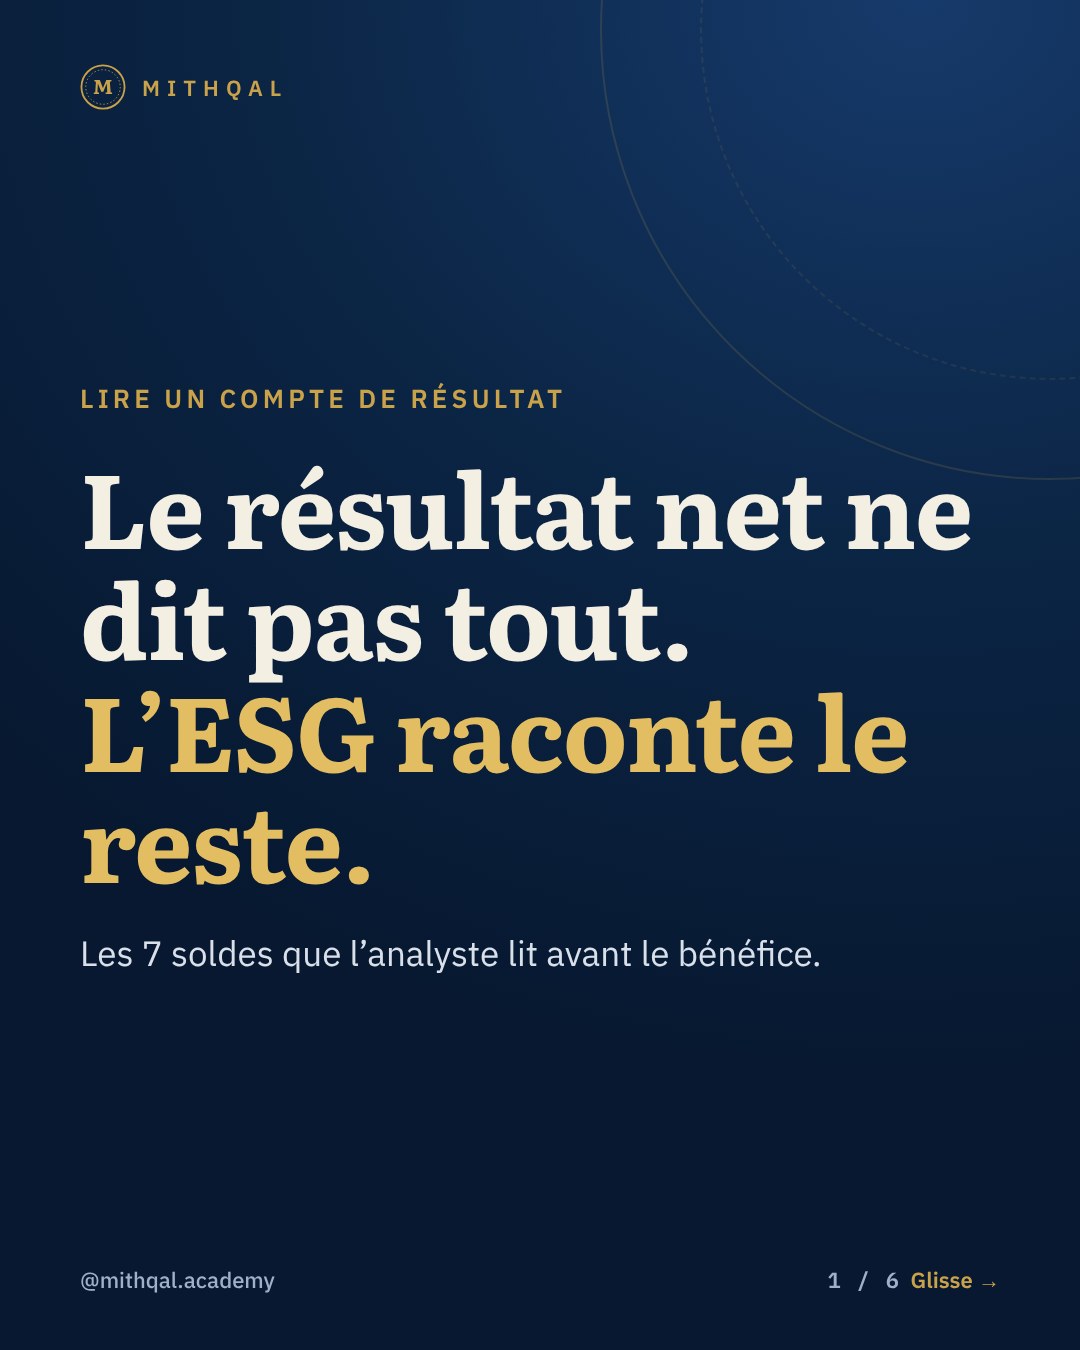 M MITHQAL
LIRE UN COMPTE DE RÉSULTAT
Le résultat net ne
dit pas tout.
L’ESG raconte le
reste.
Les 7 soldes que l’analyste lit avant le bénéfice.
@mithqal.academy
1 / 6 Glisse →